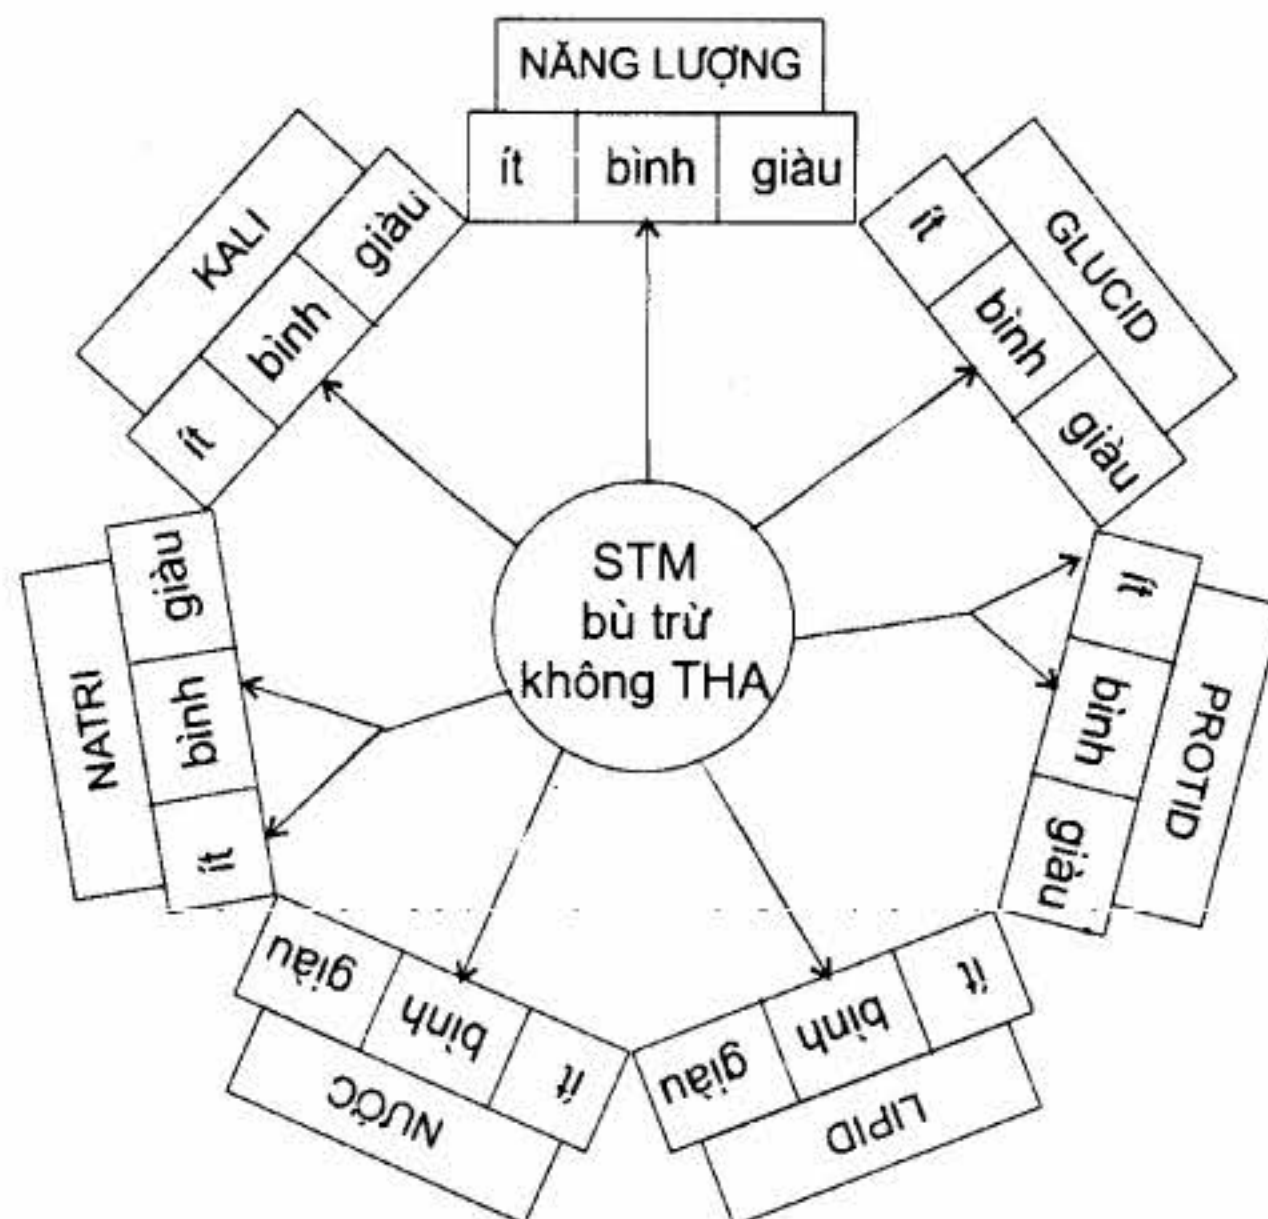 NĂNG LƯỢNG
ít bình giàu
GLUCID
ít bình giàu
PROTID
ít bình giàu
LIPID
ít bình giàu
NƯỚC
ít bình giàu
NATRI
ít bình giàu
KALI
ít bình giàu
STM
bù trừ
không THA